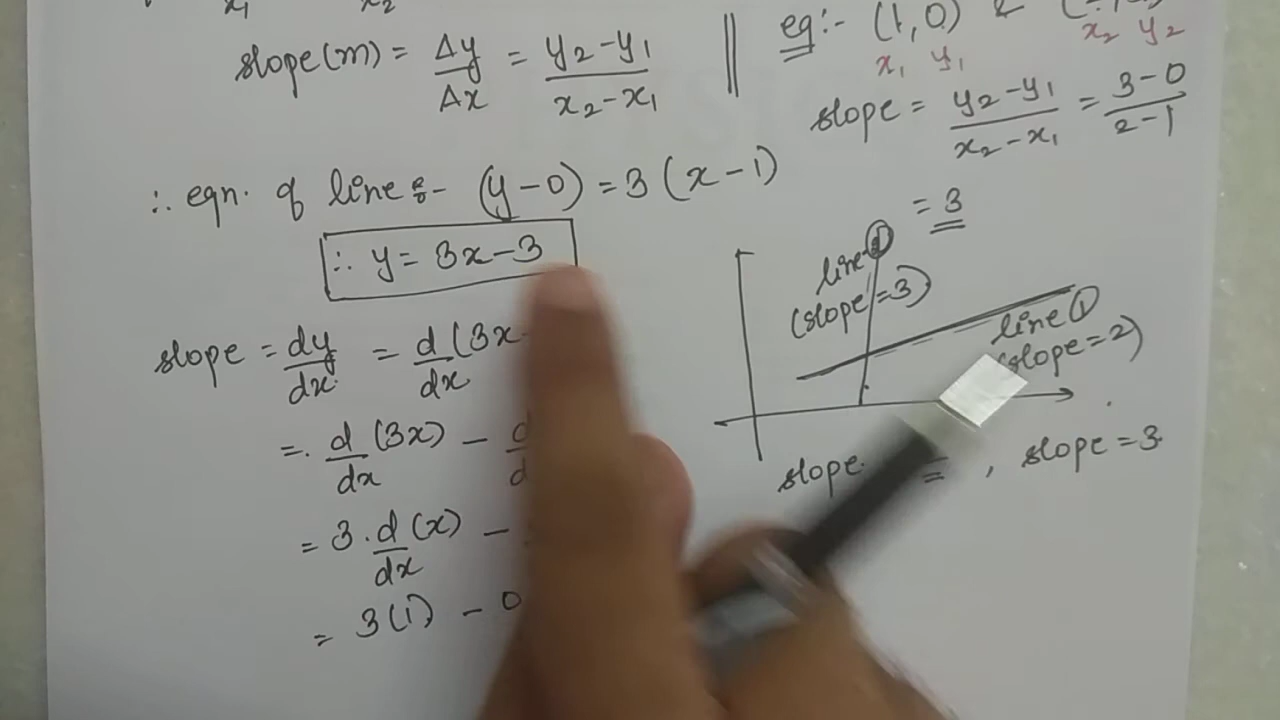 x₁ x₂
slope(m) = Δy/Δx = (y₂-y₁)/(x₂-x₁)
eg:- (1,0) &
x₁ y₁ x₂ y₂
slope = (y₂-y₁)/(x₂-x₁) = (3-0)/(2-1)
= 3
∴ eqn. of line:- (y-0) = 3(x-1)
∴ y = 3x-3
slope = dy/dx = d/dx (3x-
= d/dx (3x) - d
= 3. d/dx (x) -
= 3(1) - 0
line
(slope=3)
line ①
(slope=2)
slope = , slope = 3